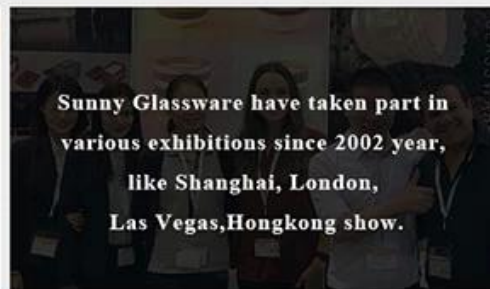 Sunny Glassware have taken part in
various exhibitions since 2002 year,
like Shanghai, London,
Las Vegas,Hongkong show.